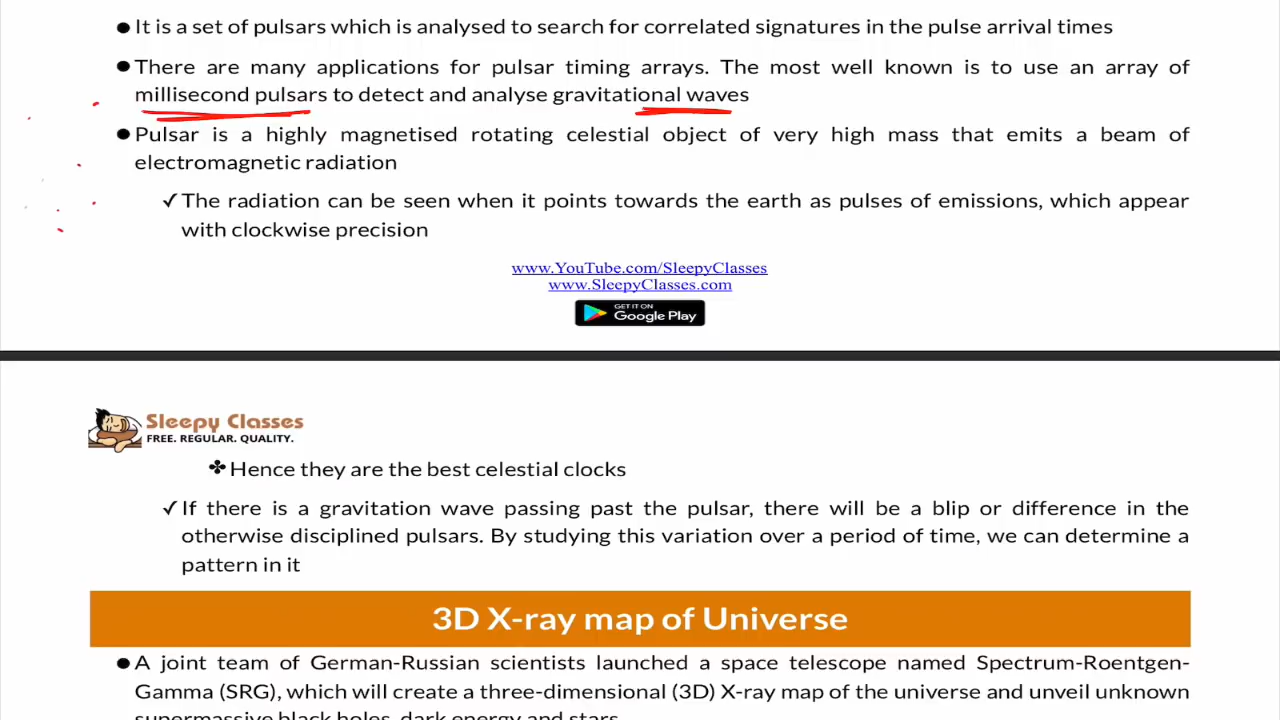 ● It is a set of pulsars which is analysed to search for correlated signatures in the pulse arrival times
● There are many applications for pulsar timing arrays. The most well known is to use an array of
millisecond pulsars to detect and analyse gravitational waves
● Pulsar is a highly magnetised rotating celestial object of very high mass that emits a beam of
electromagnetic radiation
✓ The radiation can be seen when it points towards the earth as pulses of emissions, which appear
with clockwise precision
www.YouTube.com/SleepyClasses
www.SleepyClasses.com
GET IT ON
Google Play
Sleepy Classes
FREE. REGULAR. QUALITY.
✤ Hence they are the best celestial clocks
✓ If there is a gravitation wave passing past the pulsar, there will be a blip or difference in the
otherwise disciplined pulsars. By studying this variation over a period of time, we can determine a
pattern in it
3D X-ray map of Universe
● A joint team of German-Russian scientists launched a space telescope named Spectrum-Roentgen-
Gamma (SRG), which will create a three-dimensional (3D) X-ray map of the universe and unveil unknown
supermassive black holes, dark energy and stars